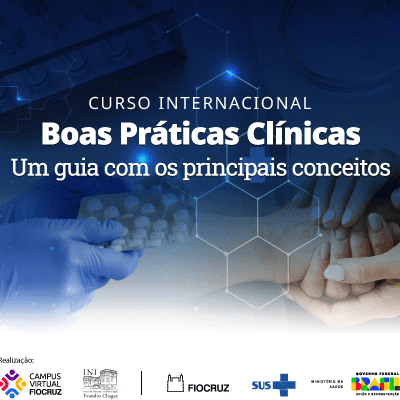 CURSO INTERNACIONAL
Boas Práticas Clínicas
Um guia com os principais conceitos
Realização:
CAMPUS
VIRTUAL
FIOCRUZ
INI
Evandro Chagas
FIOCRUZ
SUS
MINISTÉRIO DA
SAÚDE
GOVERNO FEDERAL
BRASIL
UNIÃO E RECONSTRUÇÃO